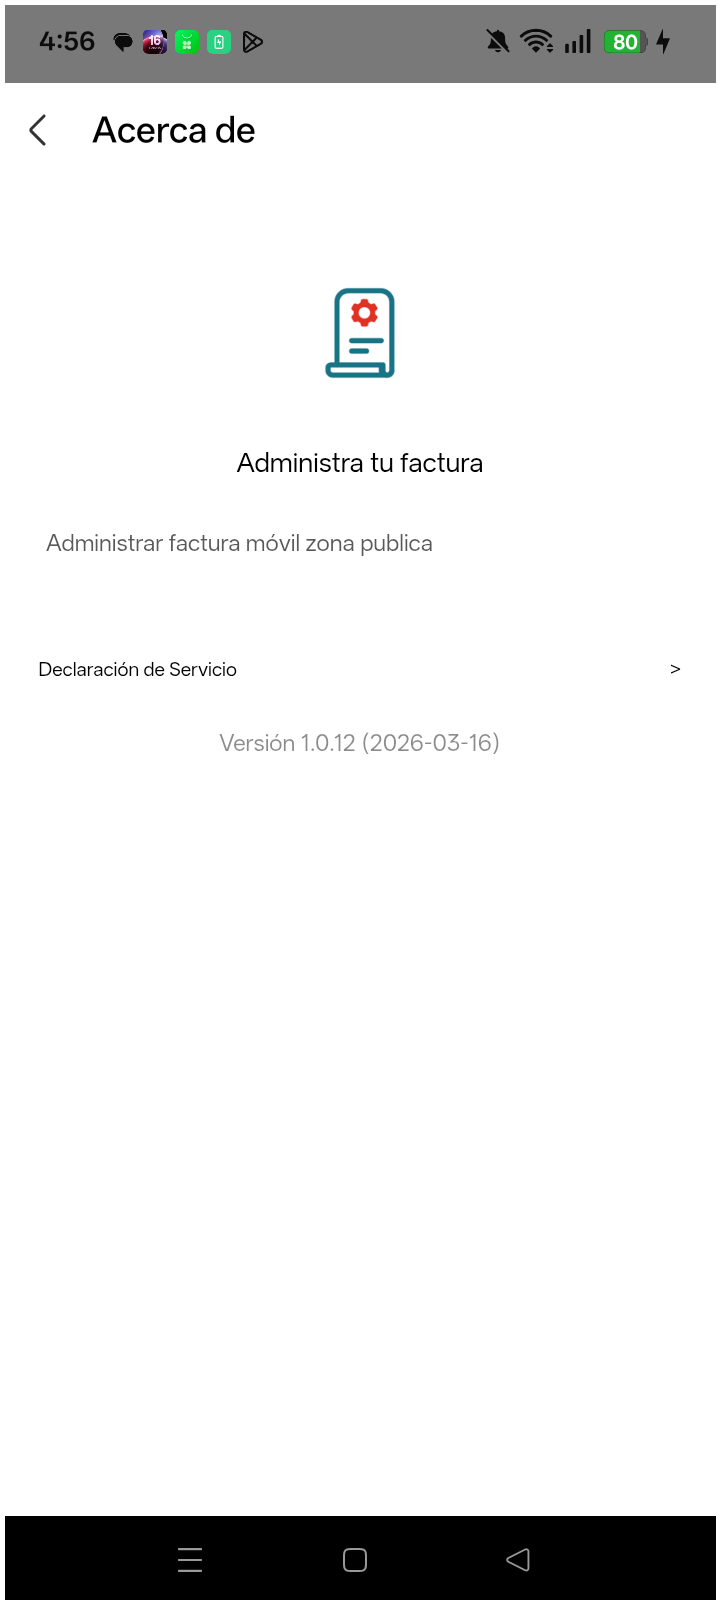 4:56
16
80
Acerca de
Administra tu factura
Administrar factura móvil zona publica
Declaración de Servicio >
Versión 1.0.12 (2026-03-16)